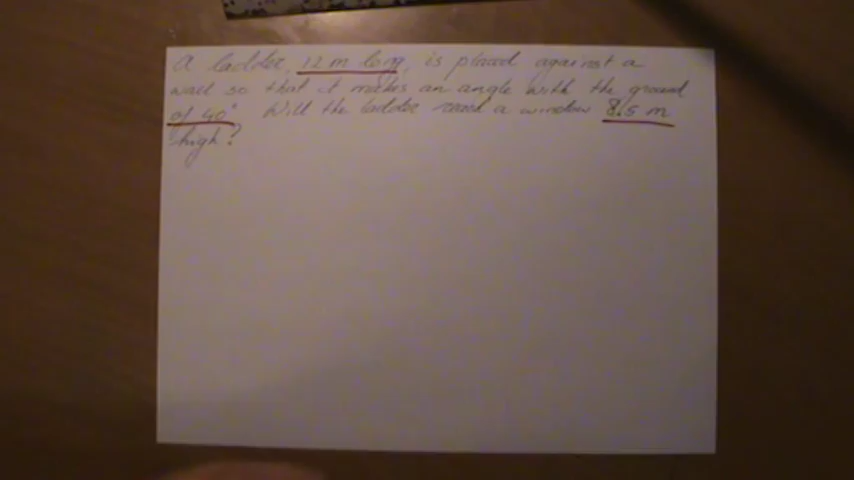 A ladder, 12 m long, is placed against a
wall so that it makes an angle with the ground
of 40° Will the ladder reach a window 8.5 m
high?